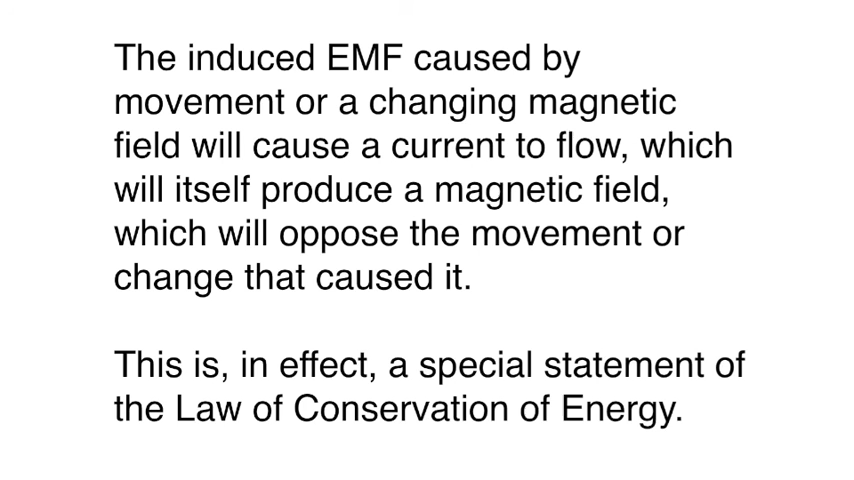 The induced EMF caused by
movement or a changing magnetic
field will cause a current to flow, which
will itself produce a magnetic field,
which will oppose the movement or
change that caused it.
This is, in effect, a special statement of
the Law of Conservation of Energy.